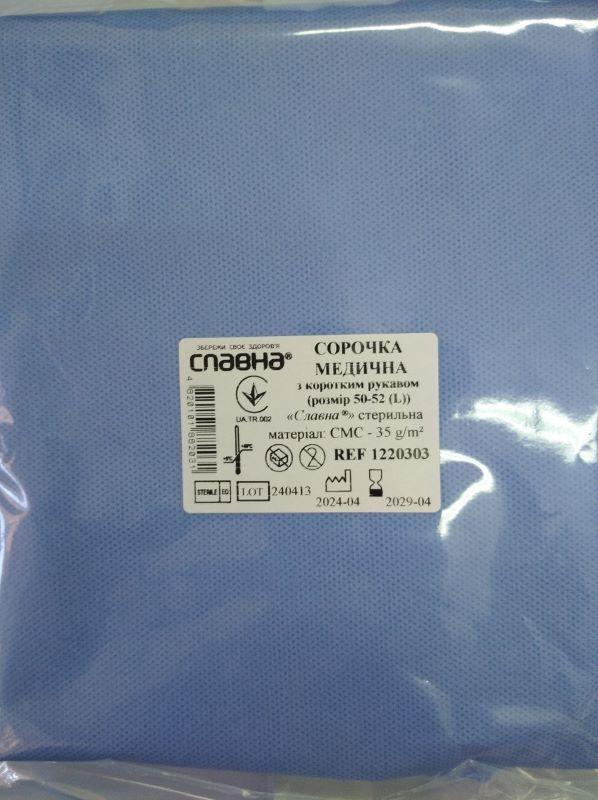 ЗБЕРЕЖИ СВОЄ ЗДОРОВ'Я
СЛАВНА®
СОРОЧКА
МЕДИЧНА
з коротким рукавом
(розмір 50-52 (L))
«Славна®» стерильна
матеріал: СМС - 35 g/m²
UA.TR.002
REF 1220303
STERILE EO
LOT 240413
2024-04
2029-04